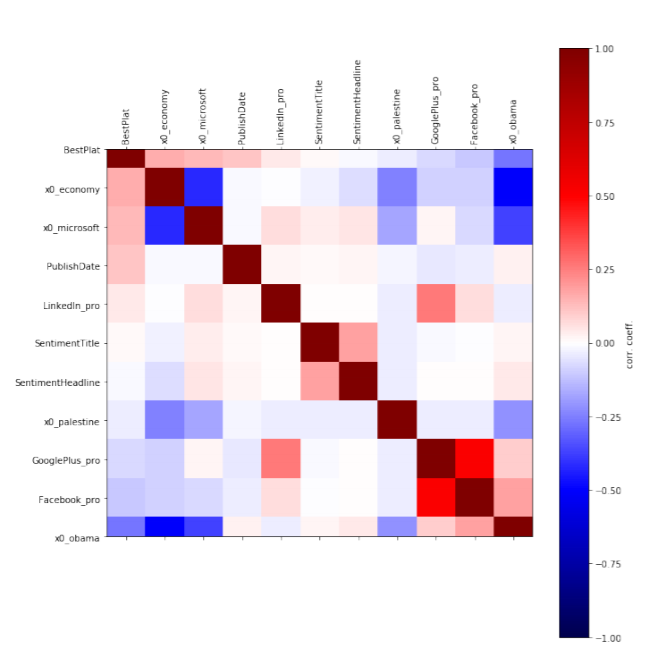 BestPlat
x0_economy
x0_microsoft
PublishDate
LinkedIn_pro
SentimentTitle
SentimentHeadline
x0_palestine
GooglePlus_pro
Facebook_pro
x0_obama
BestPlat
x0_economy
x0_microsoft
PublishDate
LinkedIn_pro
SentimentTitle
SentimentHeadline
x0_palestine
GooglePlus_pro
Facebook_pro
x0_obama
1.00
0.75
0.50
0.25
0.00
−0.25
−0.50
−0.75
−1.00
corr. coeff.